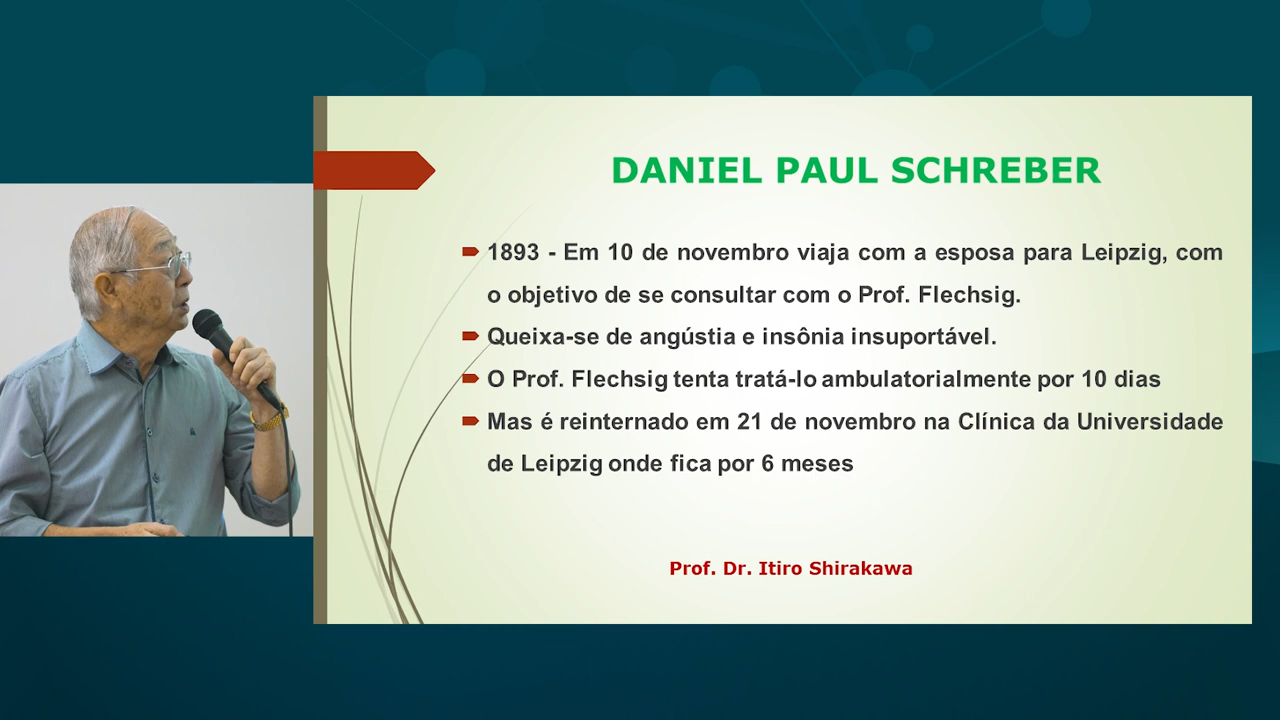 DANIEL PAUL SCHREBER
1893 - Em 10 de novembro viaja com a esposa para Leipzig, com
o objetivo de se consultar com o Prof. Flechsig.
Queixa-se de angústia e insônia insuportável.
O Prof. Flechsig tenta tratá-lo ambulatorialmente por 10 dias
Mas é reinternado em 21 de novembro na Clínica da Universidade
de Leipzig onde fica por 6 meses
Prof. Dr. Itiro Shirakawa